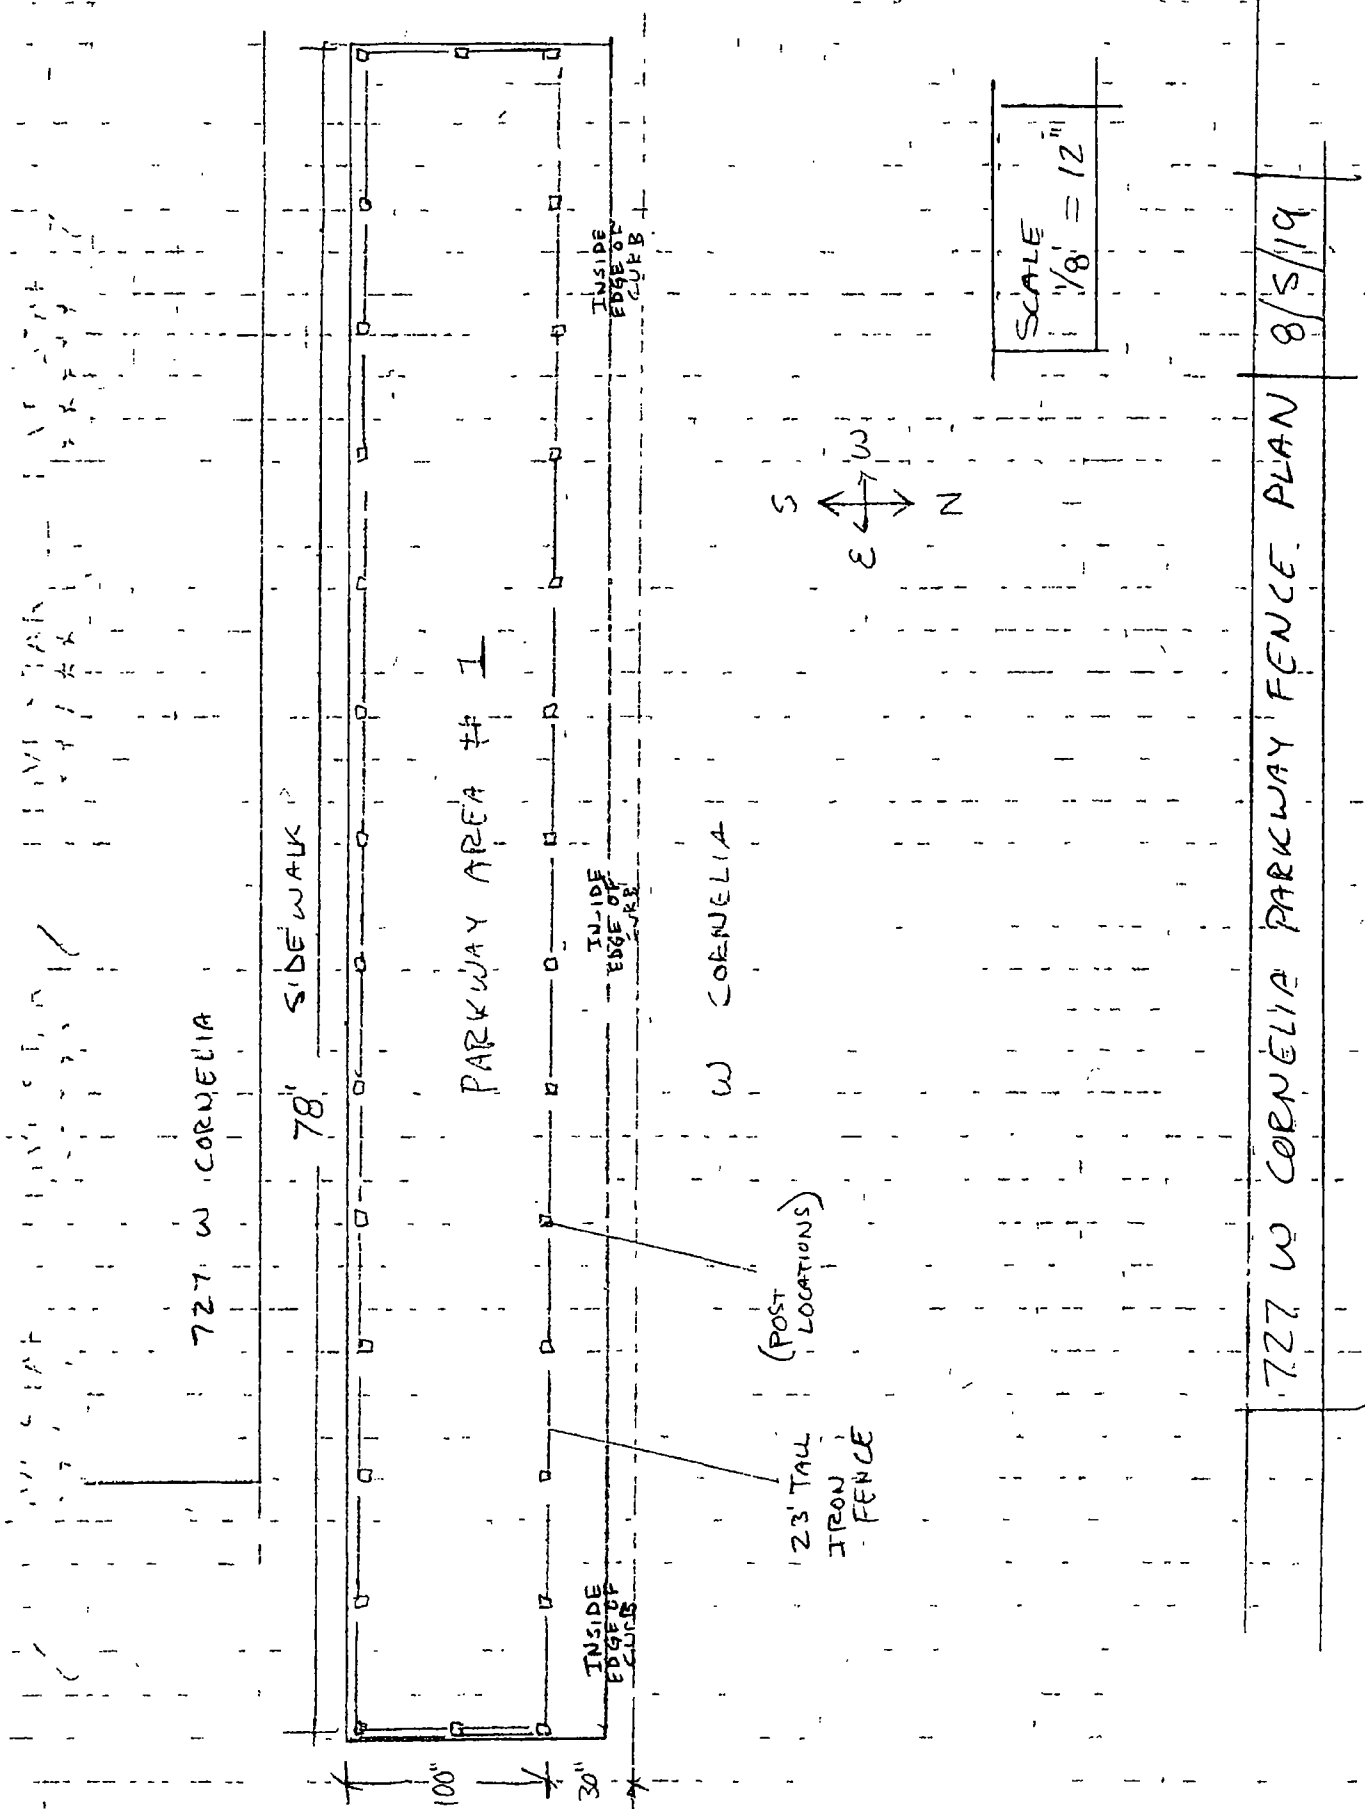 727 W. CORNELIA
SIDEWALK
78'
PARKWAY AREA # 1
100"
30"
INSIDE
EDGE OF
CURB
IN_IDE
EDGE OF
CURB
INSIDE
EDGE OF
CURB
W CORNELIA
(POST
LOCATIONS)
23' TALL
IRON
FENCE
S
E W
N
SCALE
1/8' = 12"
727 W CORNELIA PARKWAY FENCE PLAN 8/5/19